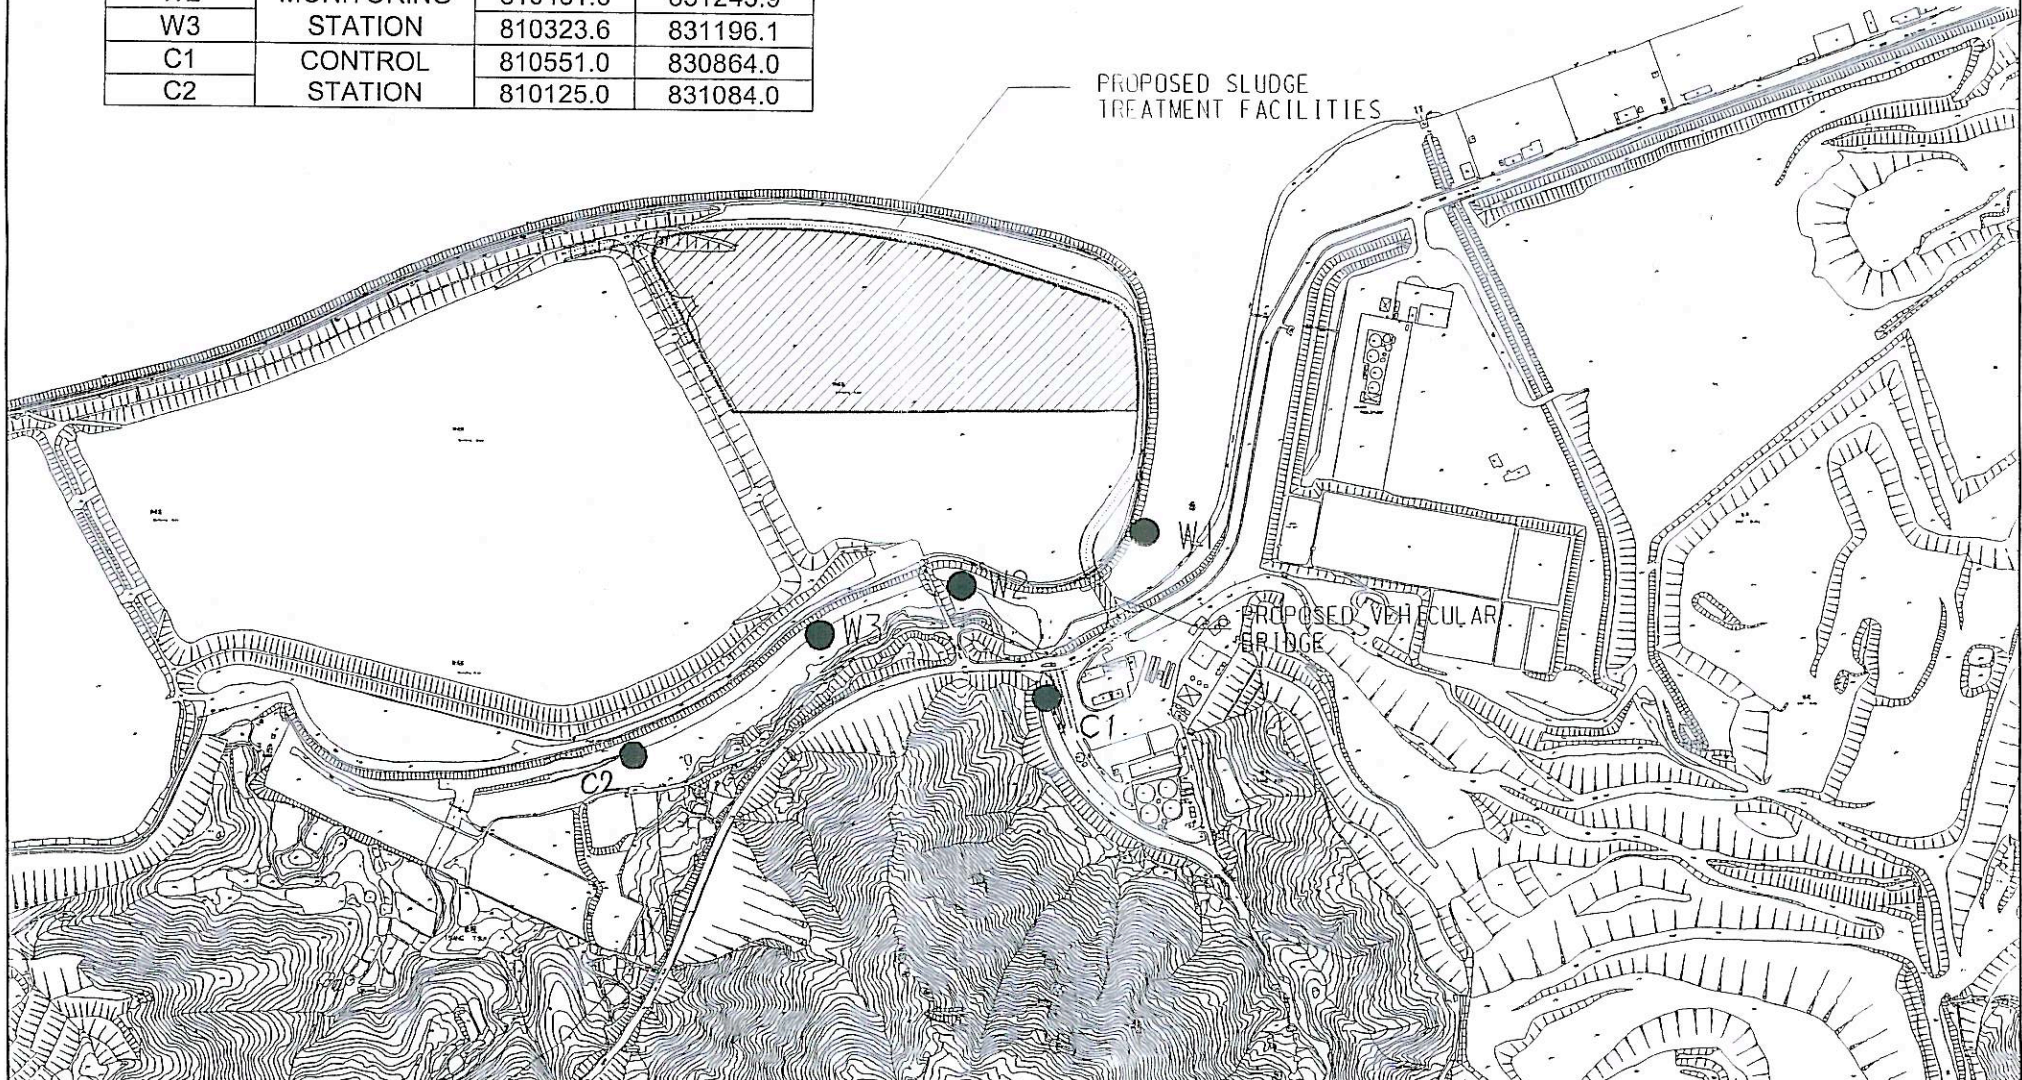 W3 STATION 810323.6 831196.1
C1 CONTROL 810551.0 830864.0
C2 STATION 810125.0 831084.0
PROPOSED SLUDGE
TREATMENT FACILITIES
W1
W2
W3
PROPOSED VEHICULAR
BRIDGE
C1
C2